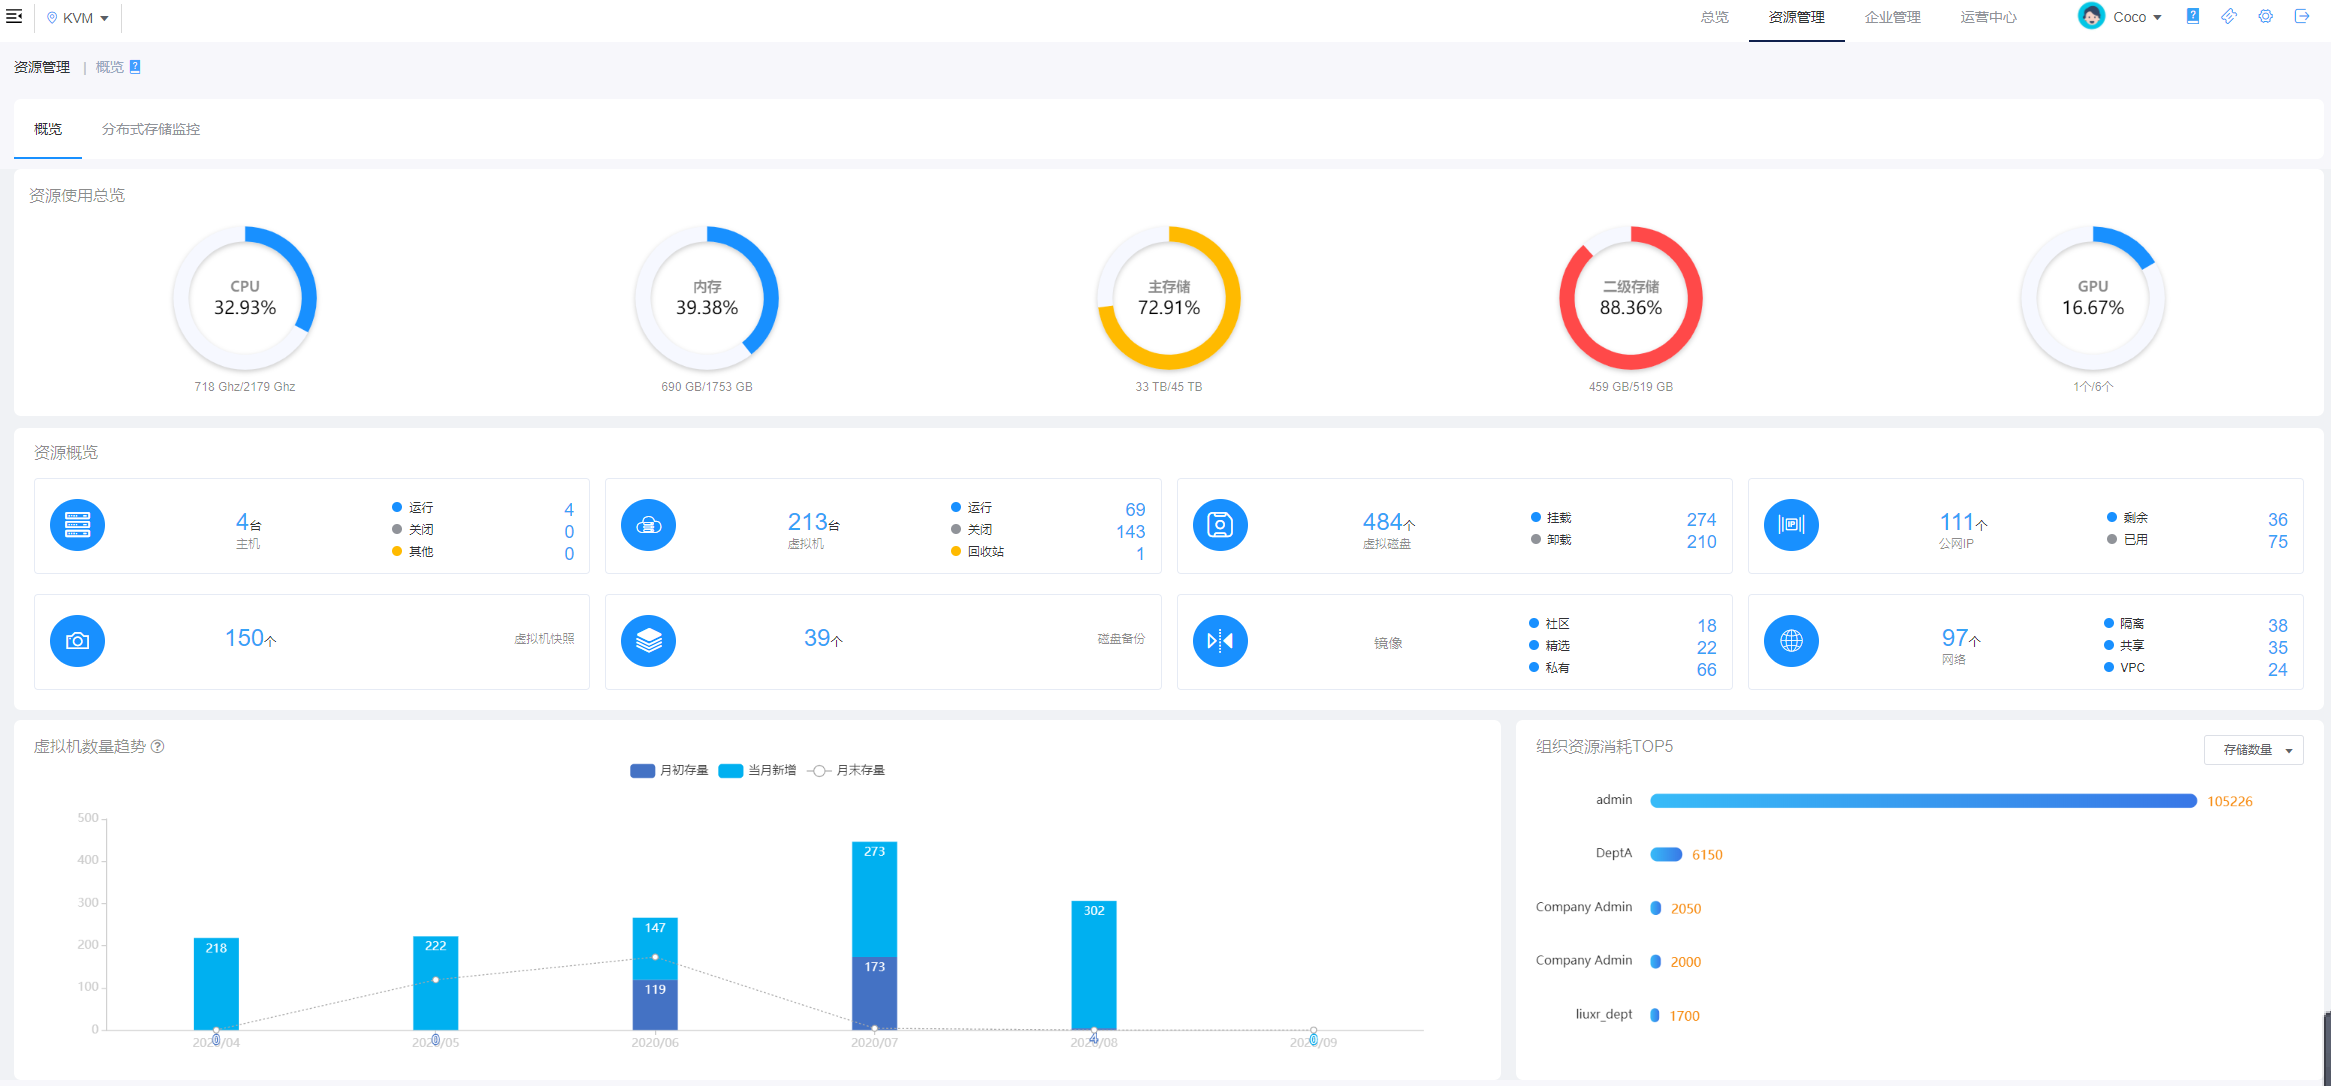 KVM
总览 资源管理 企业管理 运营中心 Coco
资源管理 | 概览
概览 分布式存储监控
资源使用总览
CPU
32.93%
718 Ghz/2179 Ghz
内存
39.38%
690 GB/1753 GB
主存储
72.91%
33 TB/45 TB
二级存储
88.36%
459 GB/519 GB
GPU
16.67%
1个/6个
资源概览
4台
主机
运行 4
关闭 0
其他 0
213台
虚拟机
运行 69
关闭 143
回收站 1
484个
虚拟磁盘
挂载 274
卸载 210
111个
公网IP
剩余 36
已用 75
150个 虚拟机快照
39个 磁盘备份
镜像
社区 18
精选 22
私有 66
97个
网络
隔离 38
共享 35
VPC 24
虚拟机数量趋势
月初存量 当月新增 月末存量
500
400
300
200
100
0
218
0
222
0
147
119
273
173
302
4
0
2020/04 2020/05 2020/06 2020/07 2020/08 2020/09
组织资源消耗TOP5
存储数量
admin 105226
DeptA 6150
Company Admin 2050
Company Admin 2000
liuxr_dept 1700